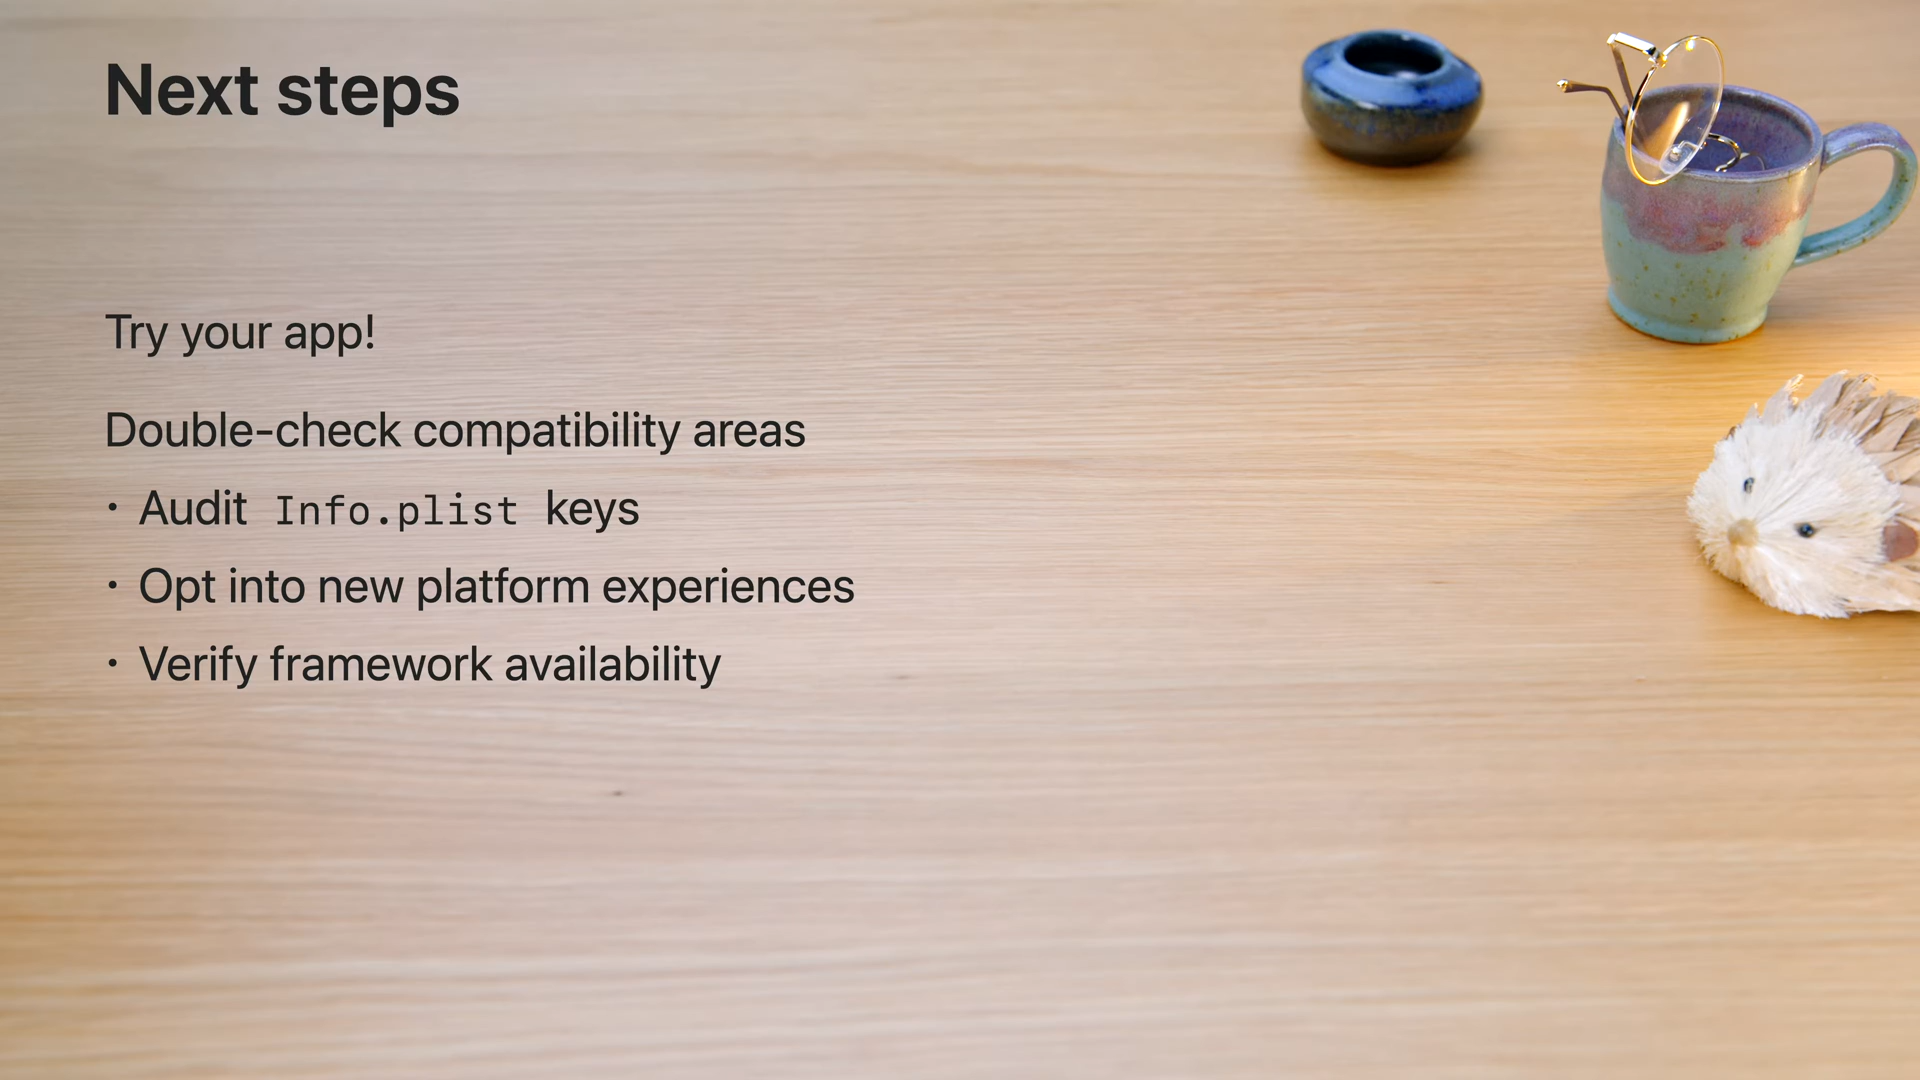 Next steps
Try your app!
Double-check compatibility areas
• Audit Info.plist keys
• Opt into new platform experiences
• Verify framework availability